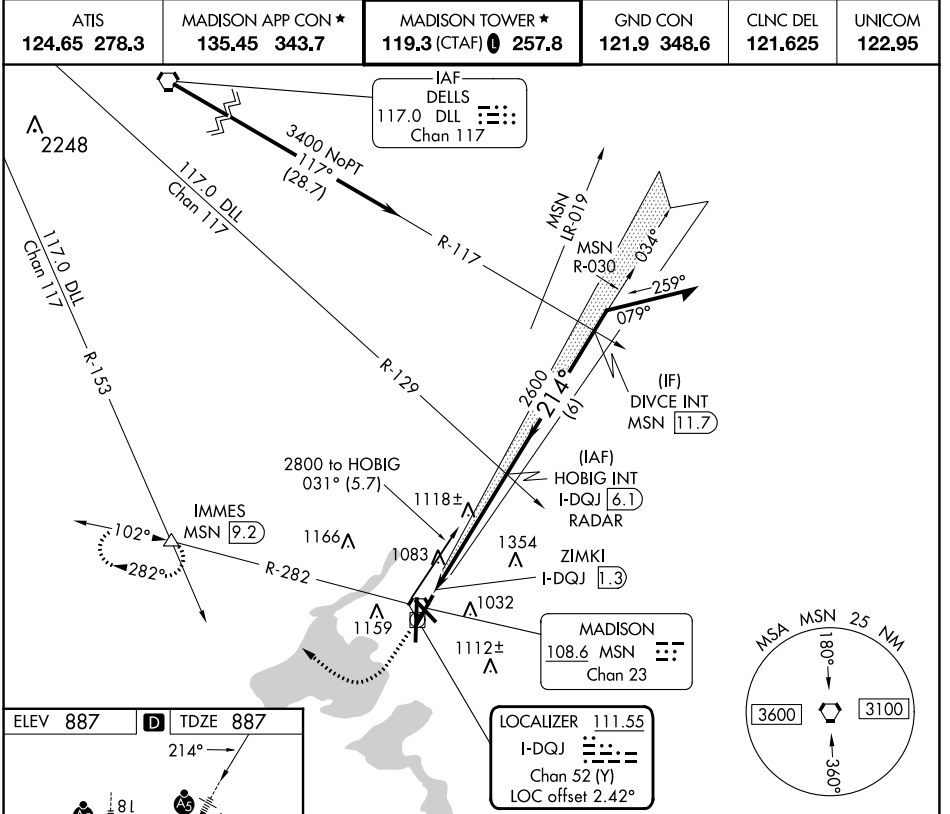 ATIS
124.65 278.3
MADISON APP CON ★
135.45 343.7
MADISON TOWER ★
119.3 (CTAF) L 257.8
GND CON
121.9 348.6
CLNC DEL
121.625
UNICOM
122.95
IAF
DELLS
117.0 DLL
Chan 117
2248
3400 NoPT
117°
(28.7)
117.0 DLL
Chan 117
R-117
MSN
LR-019
MSN
R-030
034°
259°
079°
117.0 DLL
Chan 117
R-153
R-129
2600
214°
(6)
(IF)
DIVCE INT
MSN 11.7
2800 to HOBIG
031° (5.7)
(IAF)
HOBIG INT
I-DQJ 6.1
RADAR
1118±
IMMES
MSN 9.2
102°
282°
1166
1083
1354
ZIMKI
I-DQJ 1.3
R-282
1159
1032
1112±
MADISON
108.6 MSN
Chan 23
MSA MSN 25 NM
180°
3600
3100
360°
LOCALIZER 111.55
I-DQJ
Chan 52 (Y)
LOC offset 2.42°
ELEV 887
D
TDZE 887
214°
18
A5